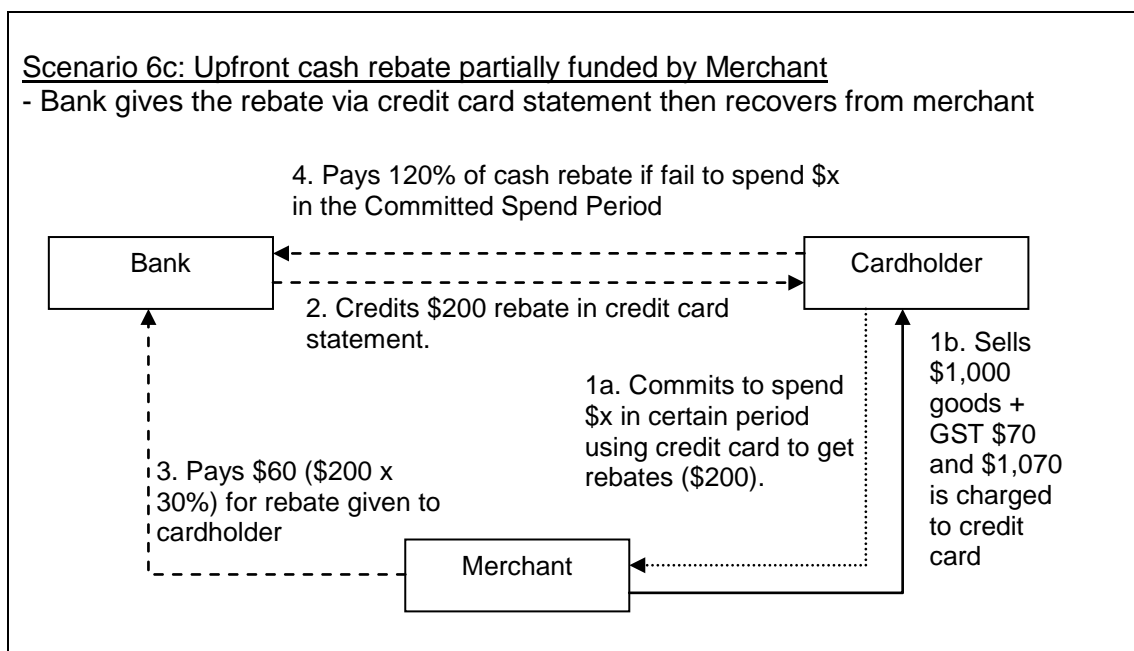 Scenario 6c: Upfront cash rebate partially funded by Merchant
- Bank gives the rebate via credit card statement then recovers from merchant
4. Pays 120% of cash rebate if fail to spend $x
in the Committed Spend Period
Bank
Cardholder
2. Credits $200 rebate in credit card
statement.
1b. Sells
$1,000
goods +
GST $70
and $1,070
is charged
to credit
card
1a. Commits to spend
$x in certain period
using credit card to get
rebates ($200).
3. Pays $60 ($200 x
30%) for rebate given to
cardholder
Merchant